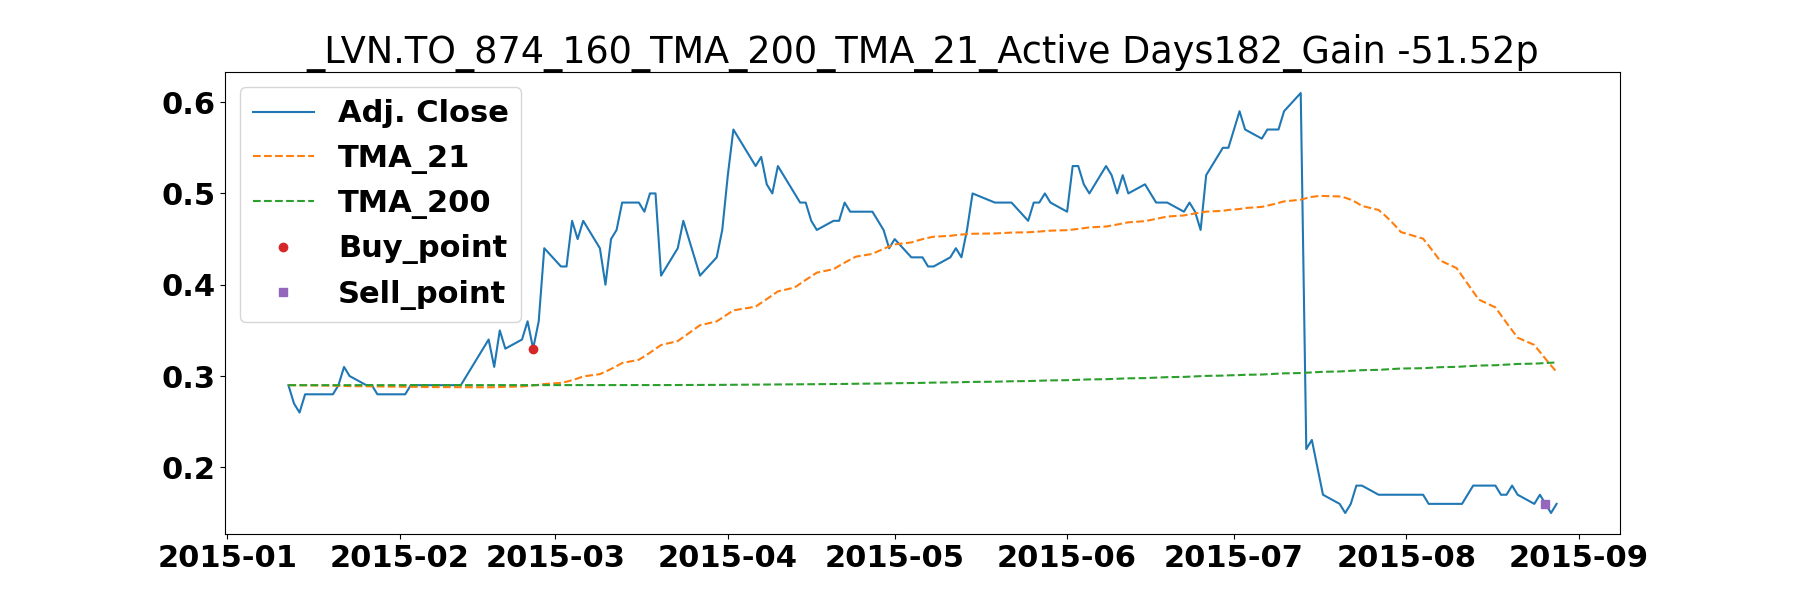 _LVN.TO_874_160_TMA_200_TMA_21_Active Days182_Gain -51.52p
Adj. Close
TMA_21
TMA_200
Buy_point
Sell_point
0.6
0.5
0.4
0.3
0.2
2015-01 2015-02 2015-03 2015-04 2015-05 2015-06 2015-07 2015-08 2015-09